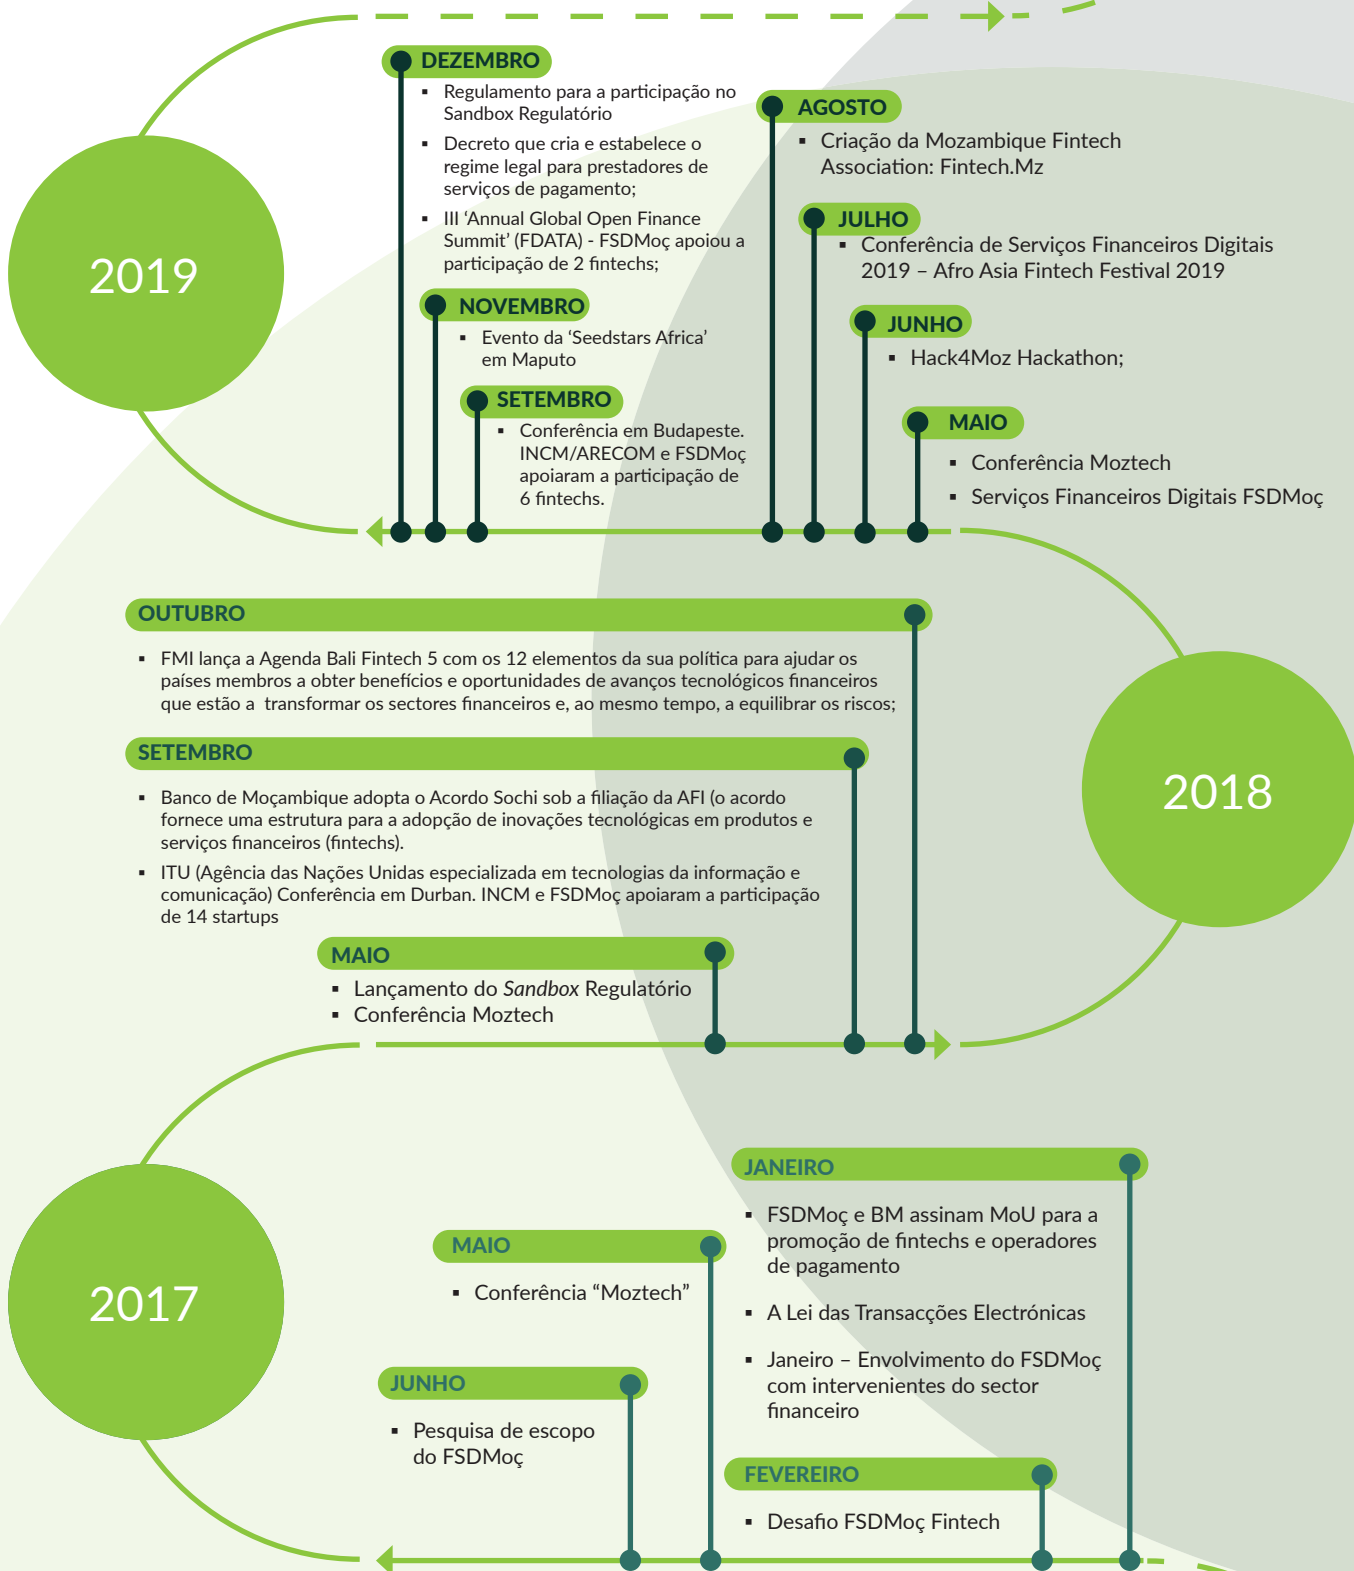 DEZEMBRO
▪ Regulamento para a participação no
Sandbox Regulatório
▪ Decreto que cria e estabelece o
regime legal para prestadores de
serviços de pagamento;
▪ III ‘Annual Global Open Finance
Summit’ (FDATA) - FSDMoç apoiou a
participação de 2 fintechs;
NOVEMBRO
▪ Evento da ‘Seedstars Africa’
em Maputo
SETEMBRO
▪ Conferência em Budapeste.
INCM/ARECOM e FSDMoç
apoiaram a participação de
6 fintechs.
AGOSTO
▪ Criação da Mozambique Fintech
Association: Fintech.Mz
JULHO
▪ Conferência de Serviços Financeiros Digitais
2019 – Afro Asia Fintech Festival 2019
JUNHO
▪ Hack4Moz Hackathon;
MAIO
▪ Conferência Moztech
▪ Serviços Financeiros Digitais FSDMoç
2019
OUTUBRO
▪ FMI lança a Agenda Bali Fintech 5 com os 12 elementos da sua política para ajudar os
países membros a obter benefícios e oportunidades de avanços tecnológicos financeiros
que estão a transformar os sectores financeiros e, ao mesmo tempo, a equilibrar os riscos;
SETEMBRO
▪ Banco de Moçambique adopta o Acordo Sochi sob a filiação da AFI (o acordo
fornece uma estrutura para a adopção de inovações tecnológicas em produtos e
serviços financeiros (fintechs).
▪ ITU (Agência das Nações Unidas especializada em tecnologias da informação e
comunicação) Conferência em Durban. INCM e FSDMoç apoiaram a participação
de 14 startups
MAIO
▪ Lançamento do Sandbox Regulatório
▪ Conferência Moztech
2018
JANEIRO
▪ FSDMoç e BM assinam MoU para a
promoção de fintechs e operadores
de pagamento
▪ A Lei das Transacções Electrónicas
▪ Janeiro – Envolvimento do FSDMoç
com intervenientes do sector
financeiro
FEVEREIRO
▪ Desafio FSDMoç Fintech
MAIO
▪ Conferência “Moztech”
JUNHO
▪ Pesquisa de escopo
do FSDMoç
2017